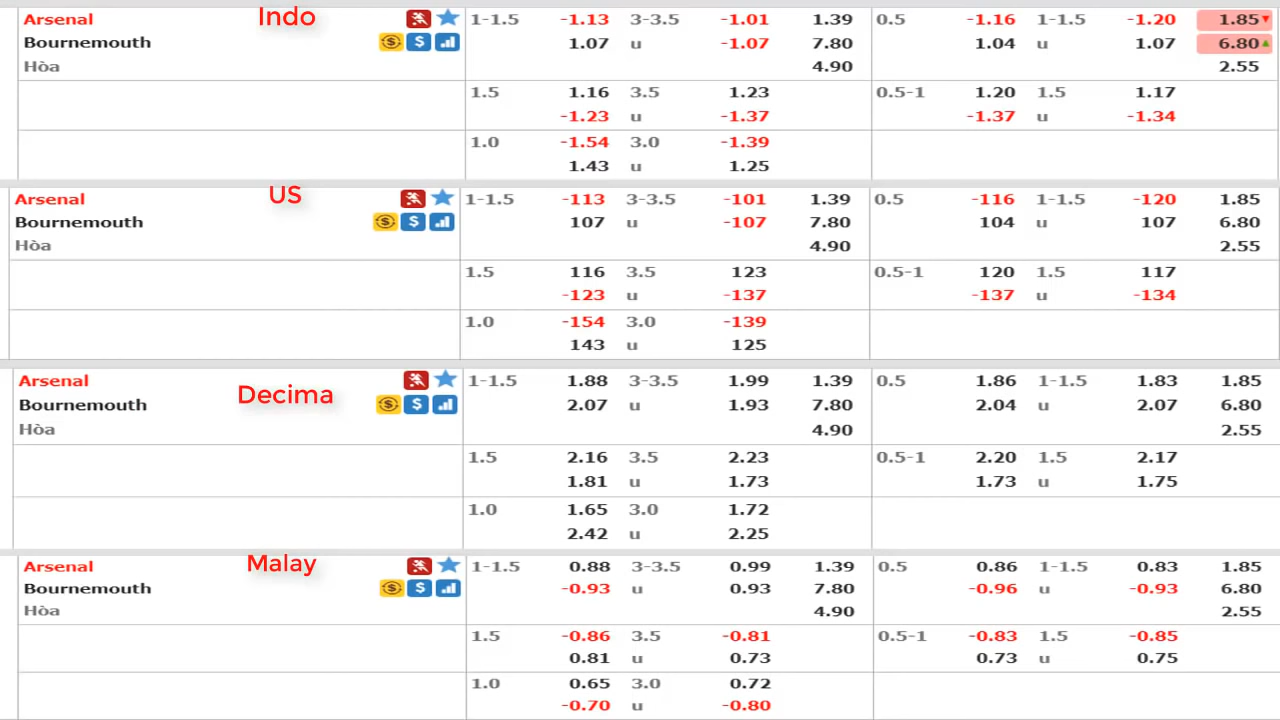 Indo
Arsenal 1-1.5 -1.13 3-3.5 -1.01 1.39 0.5 -1.16 1-1.5 -1.20 1.85
Bournemouth 1.07 u -1.07 7.80 1.04 u 1.07 6.80
Hòa 4.90 2.55
1.5 1.16 3.5 1.23 0.5-1 1.20 1.5 1.17
-1.23 u -1.37 -1.37 u -1.34
1.0 -1.54 3.0 -1.39
1.43 u 1.25
US
Arsenal 1-1.5 -113 3-3.5 -101 1.39 0.5 -116 1-1.5 -120 1.85
Bournemouth 107 u -107 7.80 104 u 107 6.80
Hòa 4.90 2.55
1.5 116 3.5 123 0.5-1 120 1.5 117
-123 u -137 -137 u -134
1.0 -154 3.0 -139
143 u 125
Decima
Arsenal 1-1.5 1.88 3-3.5 1.99 1.39 0.5 1.86 1-1.5 1.83 1.85
Bournemouth 2.07 u 1.93 7.80 2.04 u 2.07 6.80
Hòa 4.90 2.55
1.5 2.16 3.5 2.23 0.5-1 2.20 1.5 2.17
1.81 u 1.73 1.73 u 1.75
1.0 1.65 3.0 1.72
2.42 u 2.25
Malay
Arsenal 1-1.5 0.88 3-3.5 0.99 1.39 0.5 0.86 1-1.5 0.83 1.85
Bournemouth -0.93 u 0.93 7.80 -0.96 u -0.93 6.80
Hòa 4.90 2.55
1.5 -0.86 3.5 -0.81 0.5-1 -0.83 1.5 -0.85
0.81 u 0.73 0.73 u 0.75
1.0 0.65 3.0 0.72
-0.70 u -0.80